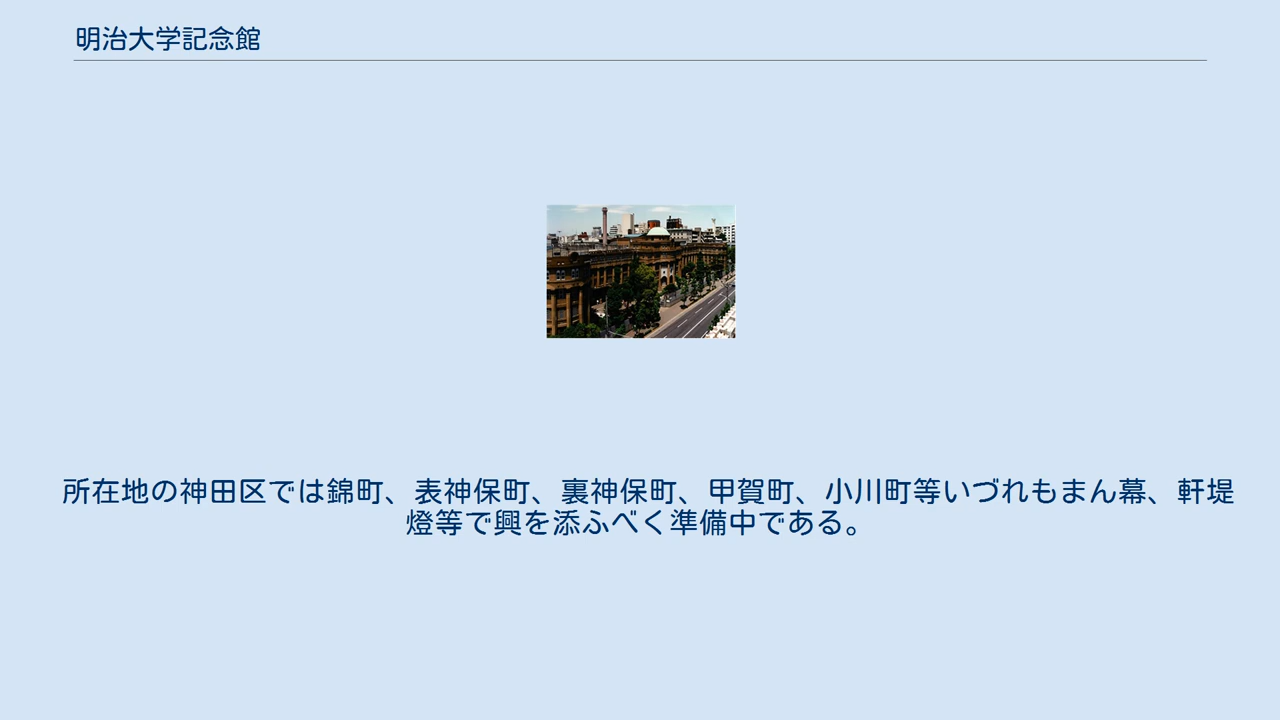 明治大学記念館
所在地の神田区では錦町、表神保町、裏神保町、甲賀町、小川町等いづれもまん幕、軒堤
燈等で興を添ふべく準備中である。